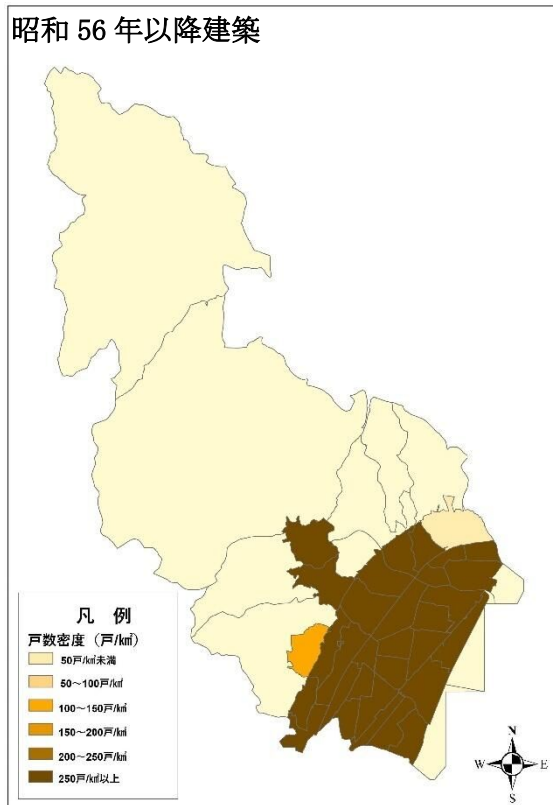 昭和 56 年以降建築
凡 例
戸数密度 (戸/㎢)
50戸/㎢未満
50～100戸/㎢
100～150戸/㎢
150～200戸/㎢
200～250戸/㎢
250戸/㎢以上
N
W E
S